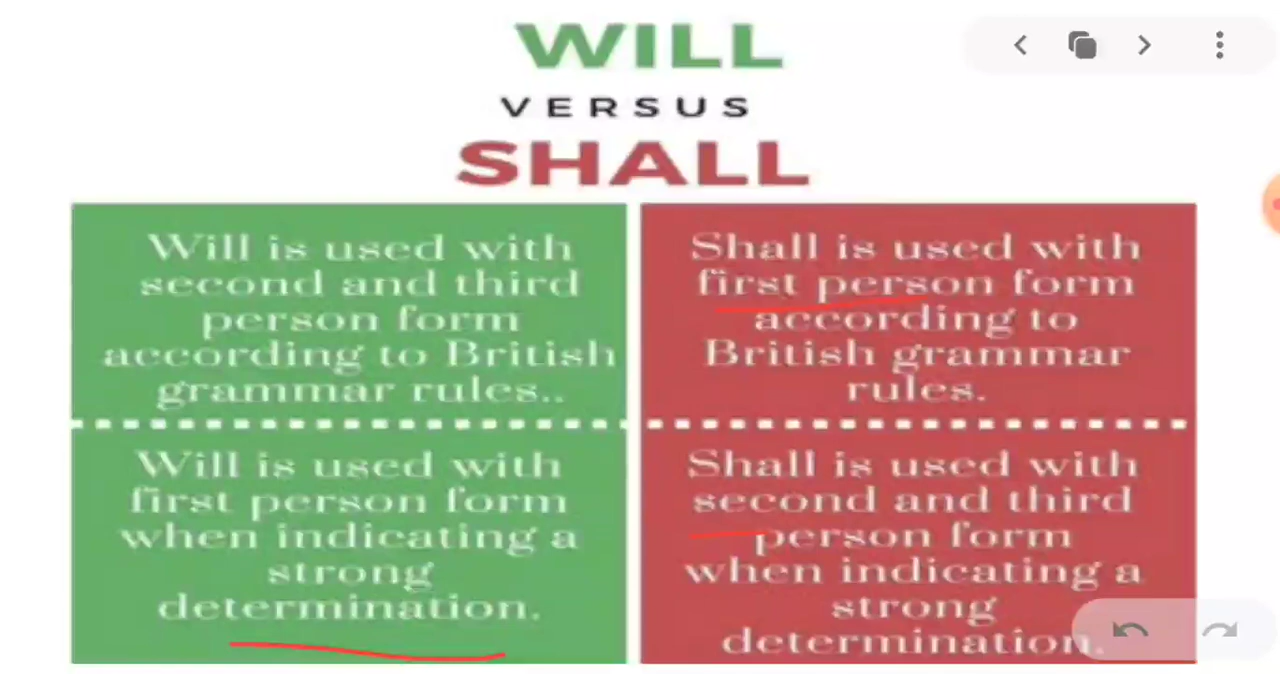 WILL
VERSUS
SHALL
Will is used with
second and third
person form
according to British
grammar rules..
Will is used with
first person form
when indicating a
strong
determination.
Shall is used with
first person form
according to
British grammar
rules.
Shall is used with
second and third
person form
when indicating a
strong
determination.